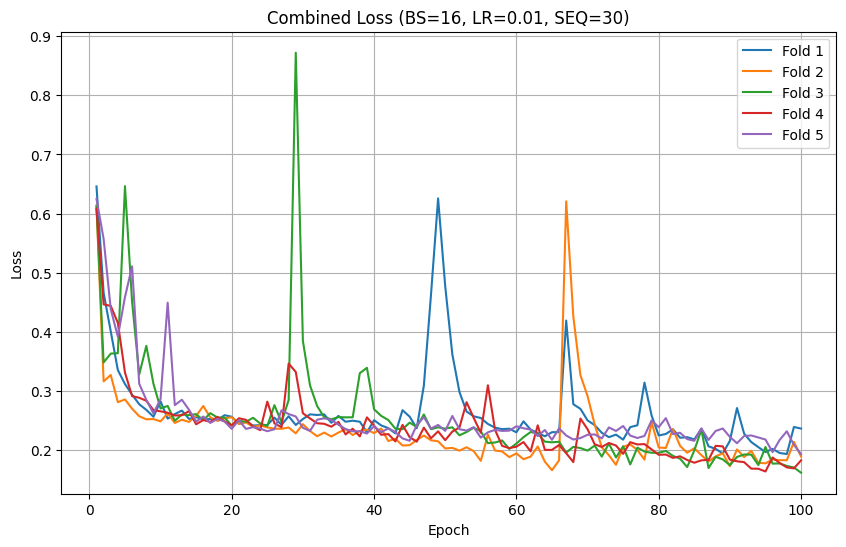 Combined Loss (BS=16, LR=0.01, SEQ=30)
Loss
0.9
0.8
0.7
0.6
0.5
0.4
0.3
0.2
Fold 1
Fold 2
Fold 3
Fold 4
Fold 5
0
20
40
60
80
100
Epoch